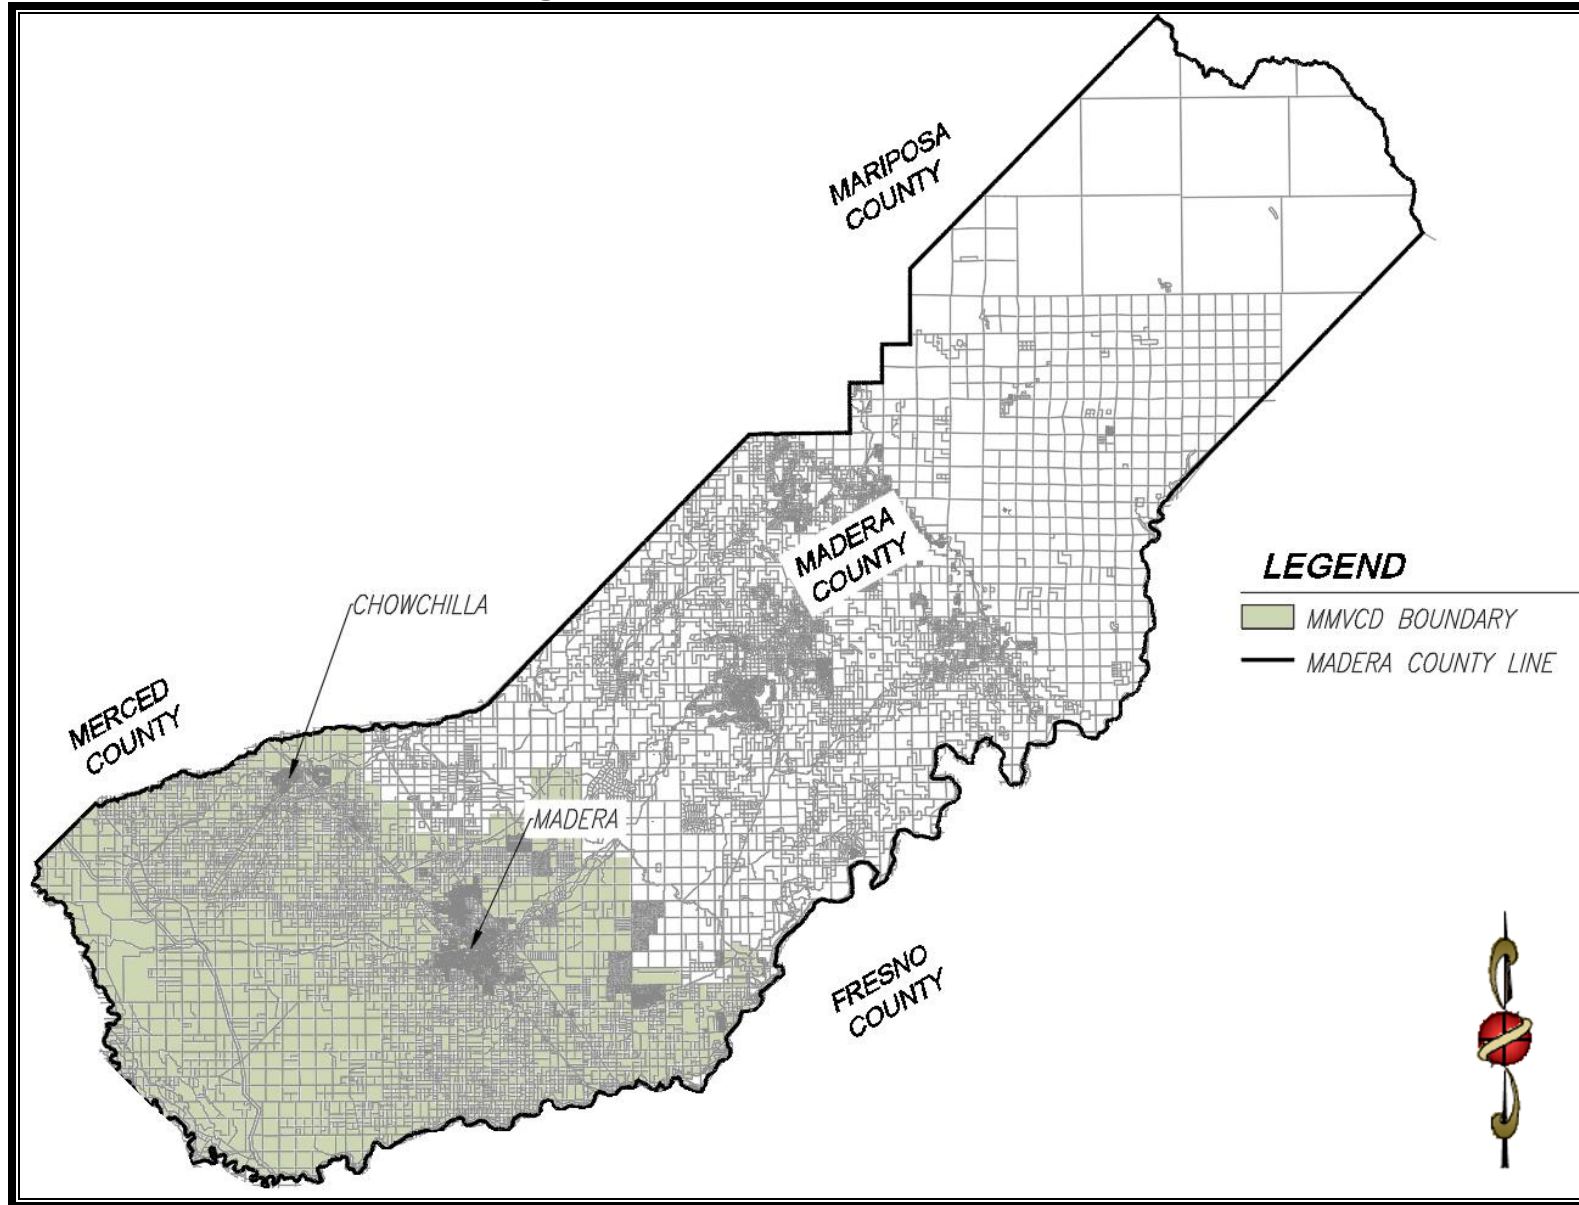 MARIPOSA
COUNTY
MADERA
COUNTY
LEGEND
MMVCD BOUNDARY
MADERA COUNTY LINE
CHOWCHILLA
MERCED
COUNTY
MADERA
FRESNO
COUNTY